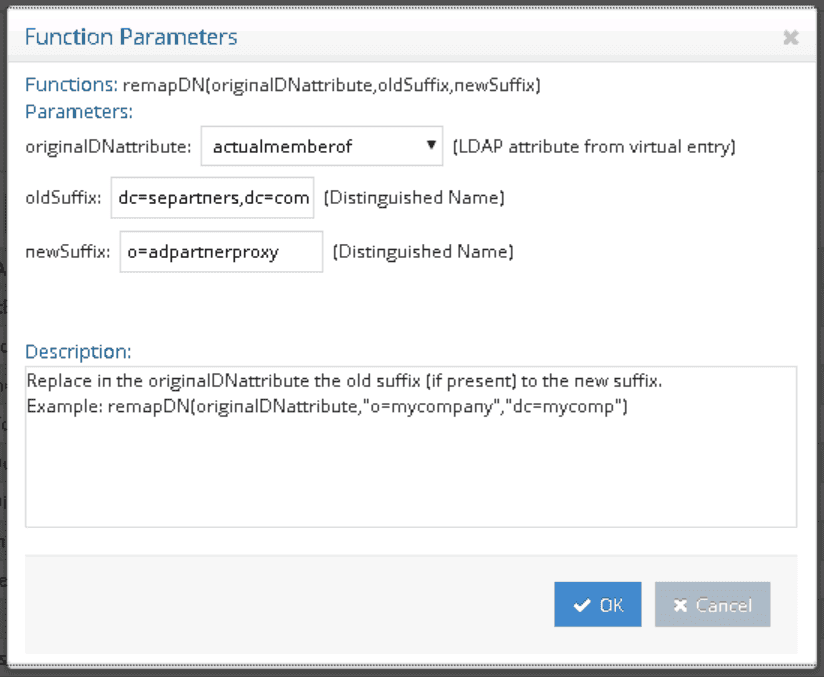 Function Parameters
Functions: remapDN(originalDNattribute,oldSuffix,newSuffix)
Parameters:
originalDNattribute: actualmemberof (LDAP attribute from virtual entry)
oldSuffix: dc=separtners,dc=com (Distinguished Name)
newSuffix: o=adpartnerproxy (Distinguished Name)
Description:
Replace in the originalDNattribute the old suffix (if present) to the new suffix.
Example: remapDN(originalDNattribute,"o=mycompany","dc=mycomp")
OK Cancel